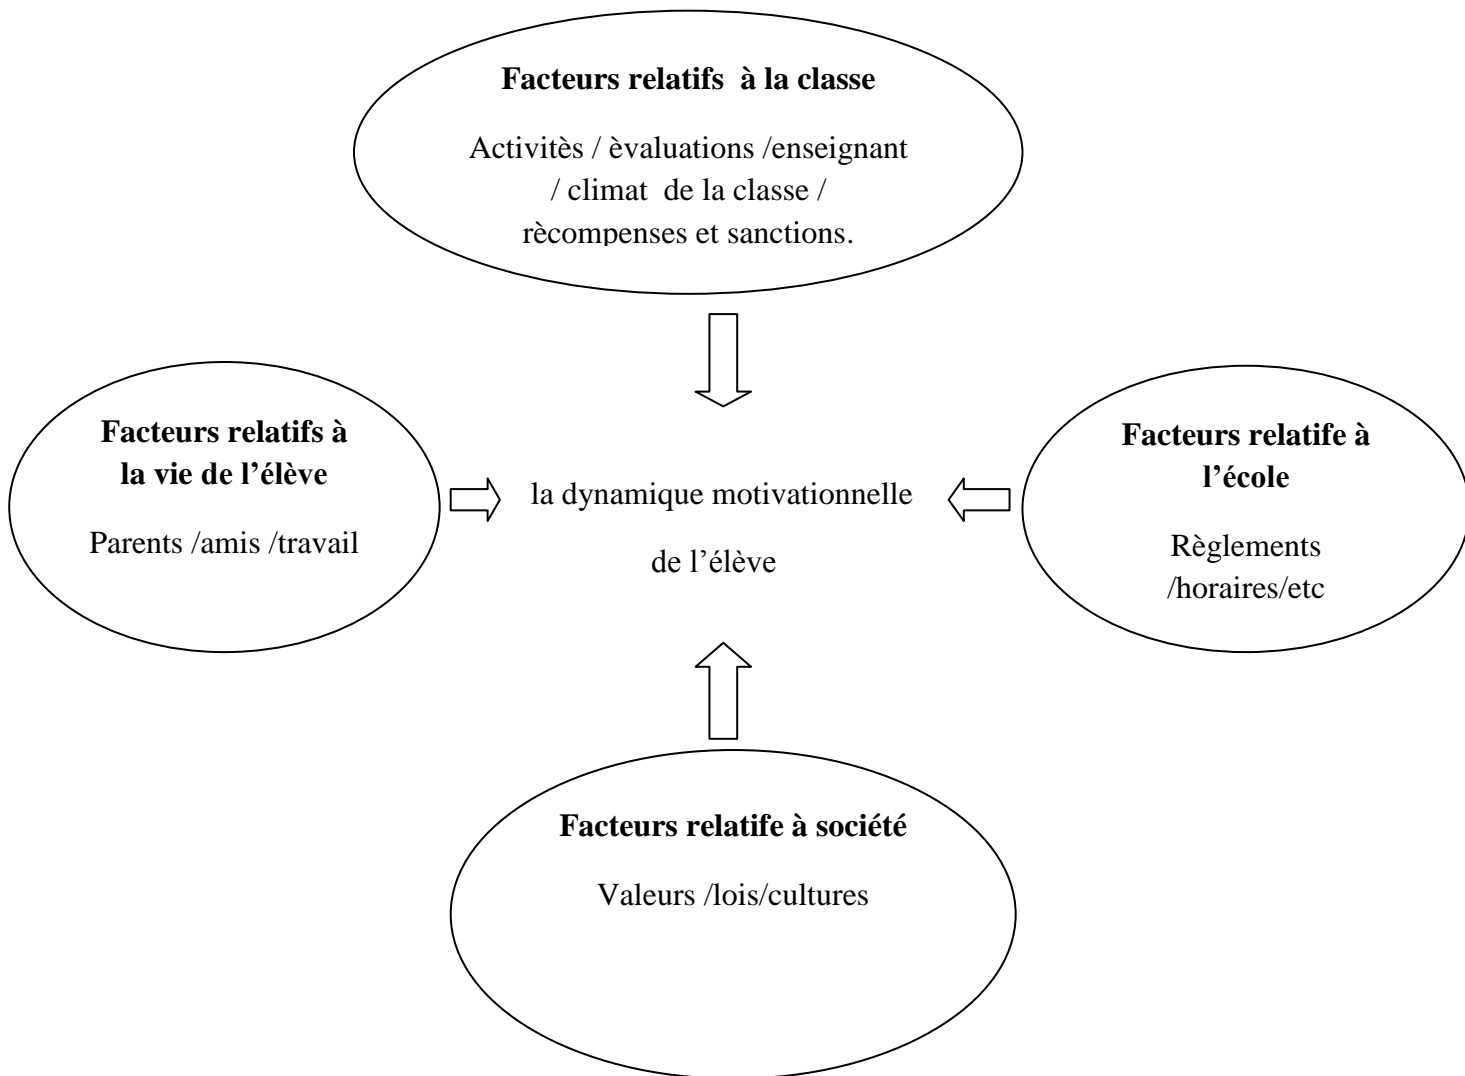 Facteurs relatifs  à la classe
Activitès / èvaluations /enseignant
/ climat  de la classe /
rècompenses et sanctions.
Facteurs relatifs à
la vie de l’élève
Parents /amis /travail
la dynamique motivationnelle
de l’élève
Facteurs relatife à
l’école
Règlements
/horaires/etc
Facteurs relatife à société
Valeurs /lois/cultures